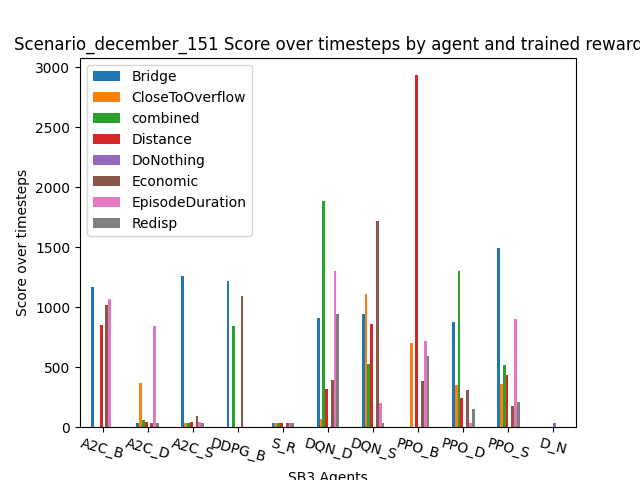 Scenario_december_151 Score over timesteps by agent and trained reward
3000
2500
2000
1500
1000
500
0
Score over timesteps
Bridge
CloseToOverflow
combined
Distance
DoNothing
Economic
EpisodeDuration
Redisp
A2C_B
A2C_D
A2C_S
DDPG_B
S_R
DQN_D
DQN_S
PPO_B
PPO_D
PPO_S
D_N
SB3 Agents